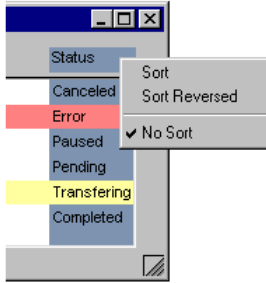 Status
Canceled
Error
Paused
Pending
Transfering
Completed
Sort
Sort Reversed
No Sort